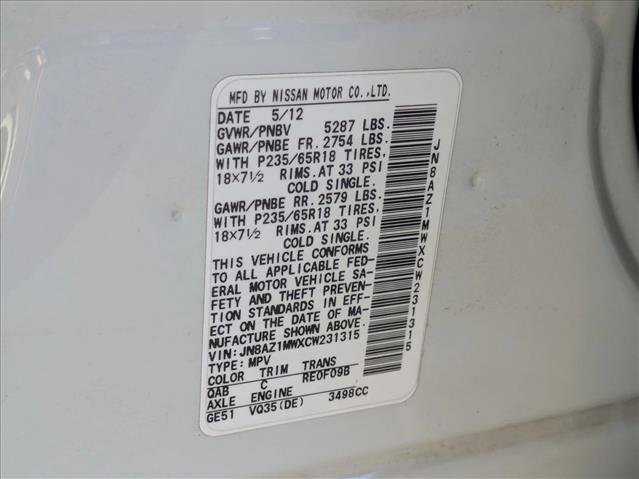 MFD BY NISSAN MOTOR CO.,LTD.
DATE 5/12
GVWR/PNBV 5287 LBS.
GAWR/PNBE FR. 2754 LBS.
WITH P235/65R18 TIRES,
18×7½ RIMS.AT 33 PSI
COLD SINGLE.
GAWR/PNBE RR. 2579 LBS.
WITH P235/65R18 TIRES,
18×7½ RIMS.AT 33 PSI
COLD SINGLE.
THIS VEHICLE CONFORMS
TO ALL APPLICABLE FED-
ERAL MOTOR VEHICLE SA-
FETY AND THEFT PREVEN-
TION STANDARDS IN EFF-
ECT ON THE DATE OF MA-
NUFACTURE SHOWN ABOVE.
VIN:JN8AZ1MWXCW231315
TYPE:MPV
COLOR TRIM TRANS
QAB C RE0F09B
AXLE ENGINE
GE51 VQ35(DE) 3498CC
JN8AZ1MWXCW231315